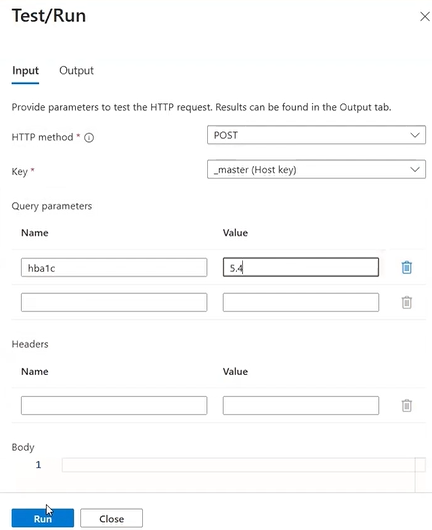 Test/Run
Input Output
Provide parameters to test the HTTP request. Results can be found in the Output tab.
HTTP method * POST
Key * _master (Host key)
Query parameters
Name Value
hba1c 5.4
Headers
Name Value
Body
1
Run Close